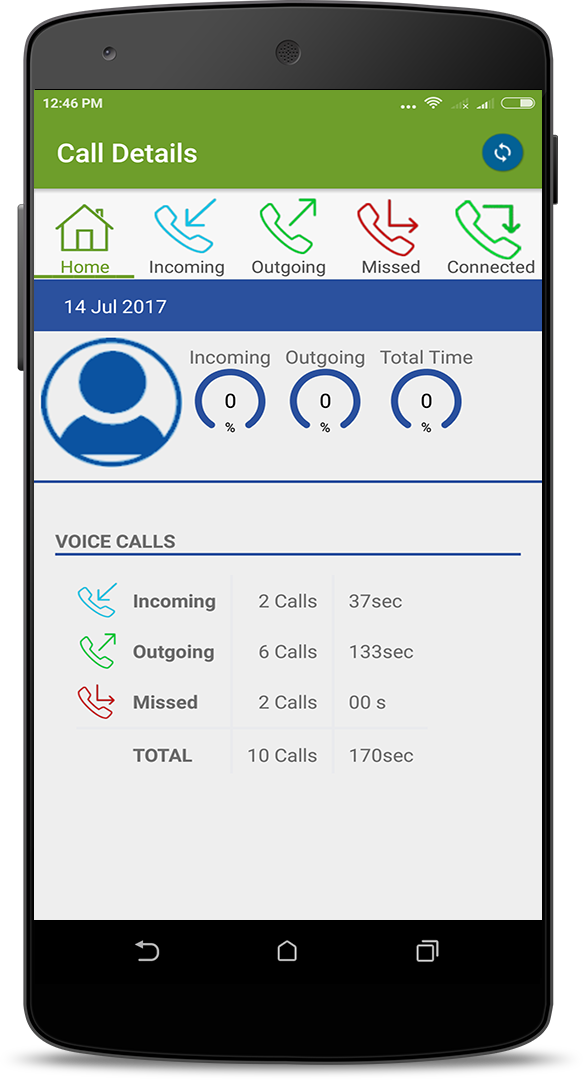 12:46 PM
Call Details
Home Incoming Outgoing Missed Connected
14 Jul 2017
Incoming Outgoing Total Time
0 0 0
% % %
VOICE CALLS
Incoming 2 Calls 37sec
Outgoing 6 Calls 133sec
Missed 2 Calls 00 s
TOTAL 10 Calls 170sec